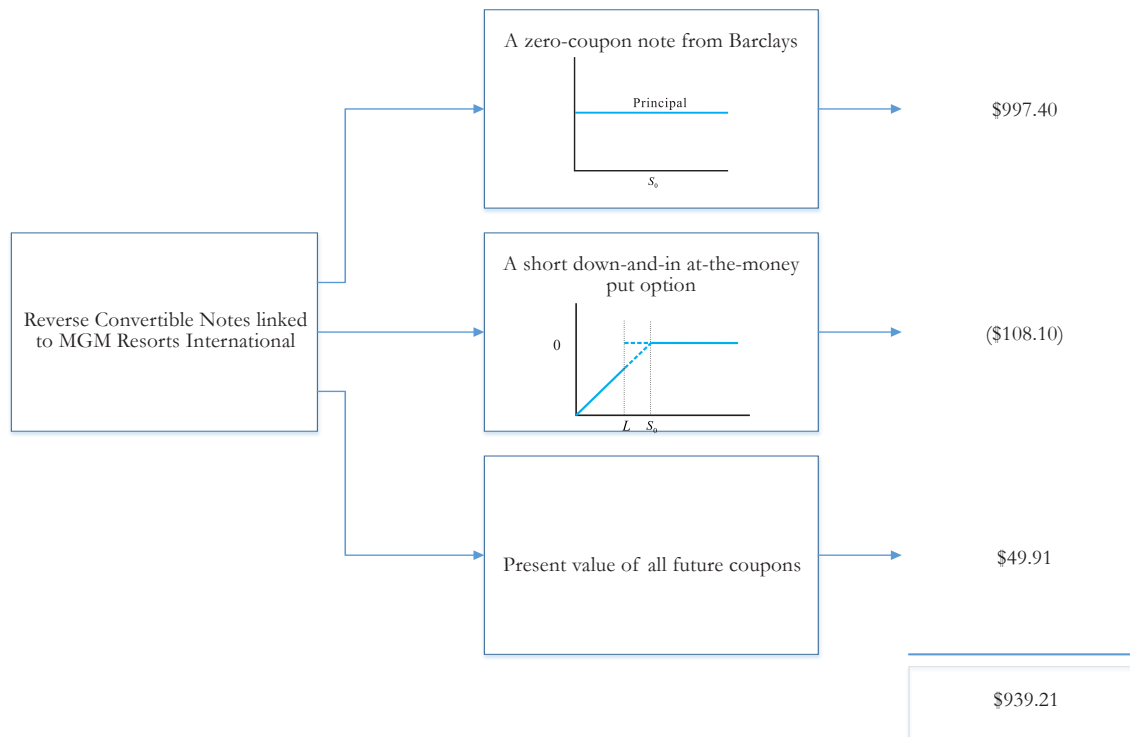 A zero-coupon note from Barclays
Principal
S₀
$997.40
Reverse Convertible Notes linked
to MGM Resorts International
A short down-and-in at-the-money
put option
0
L S₀
($108.10)
Present value of all future coupons
$49.91
$939.21